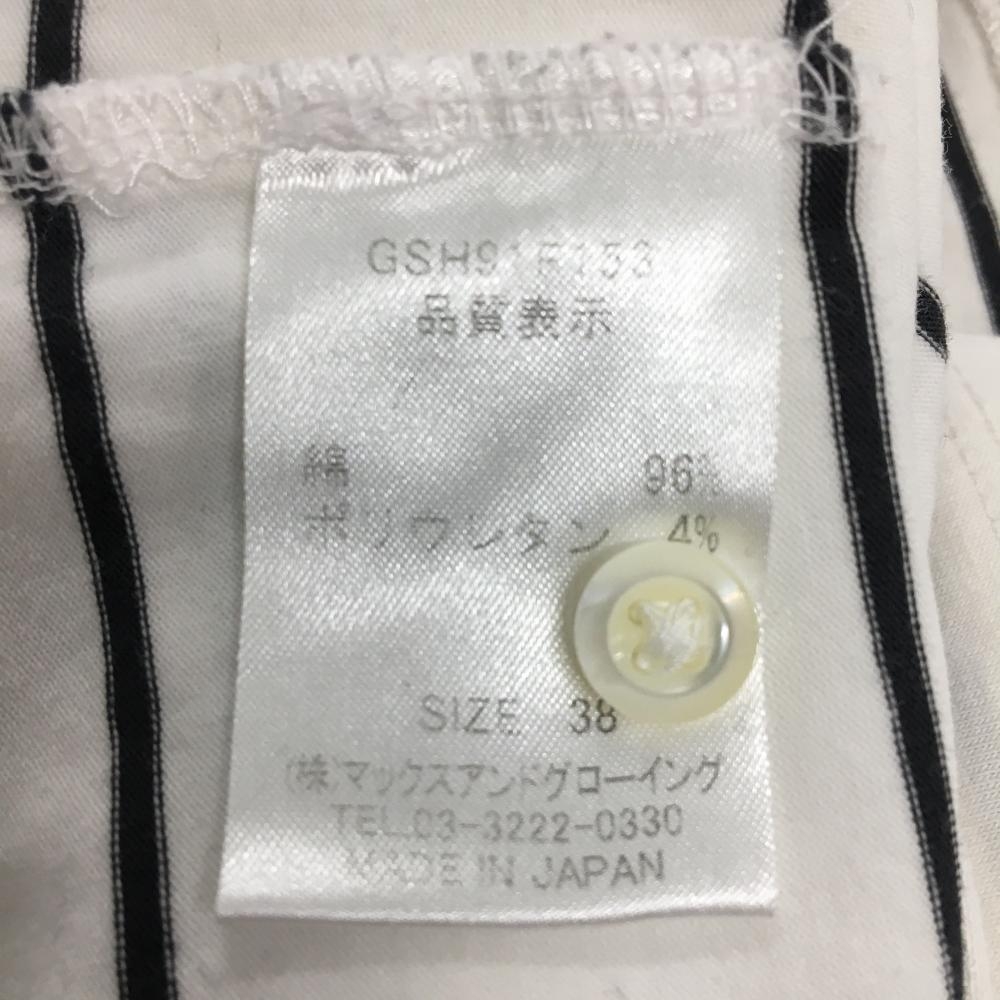 GSH91F153
品質表示
綿 96%
ポリウレタン 4%
SIZE 38
(株)マックスアンドグローイング
TEL.03-3222-0330
MADE IN JAPAN